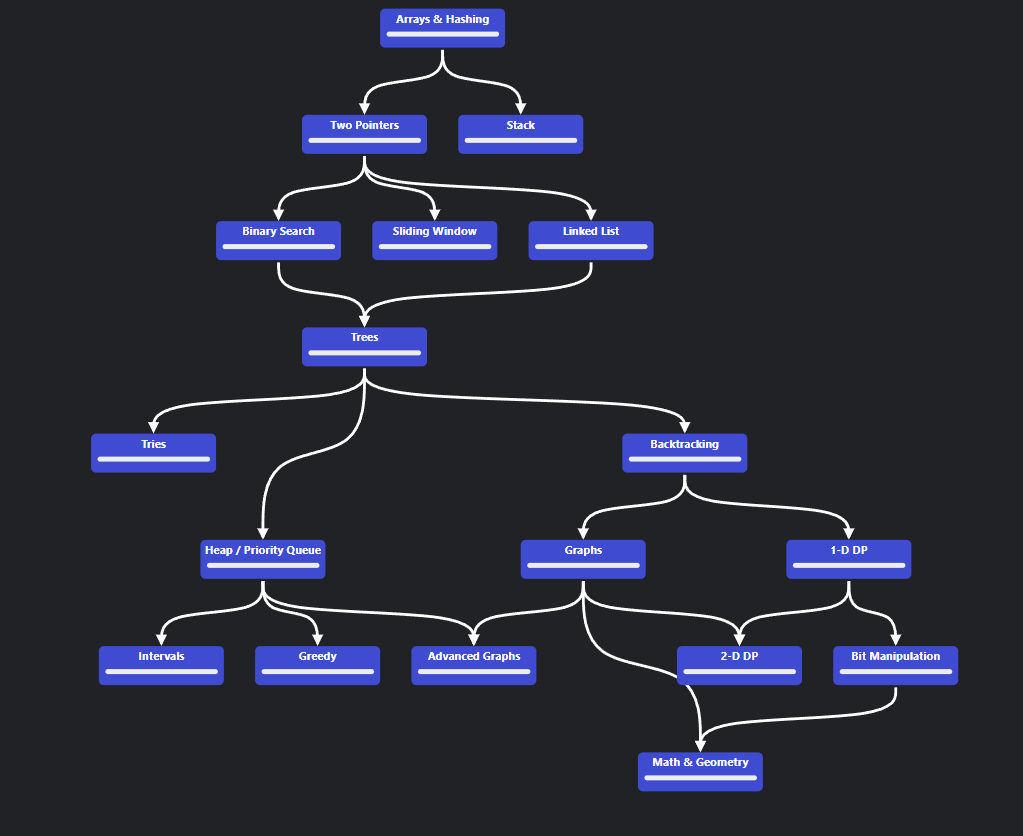 Arrays & Hashing
Two Pointers
Stack
Binary Search
Sliding Window
Linked List
Trees
Tries
Backtracking
Heap / Priority Queue
Graphs
1-D DP
Intervals
Greedy
Advanced Graphs
2-D DP
Bit Manipulation
Math & Geometry